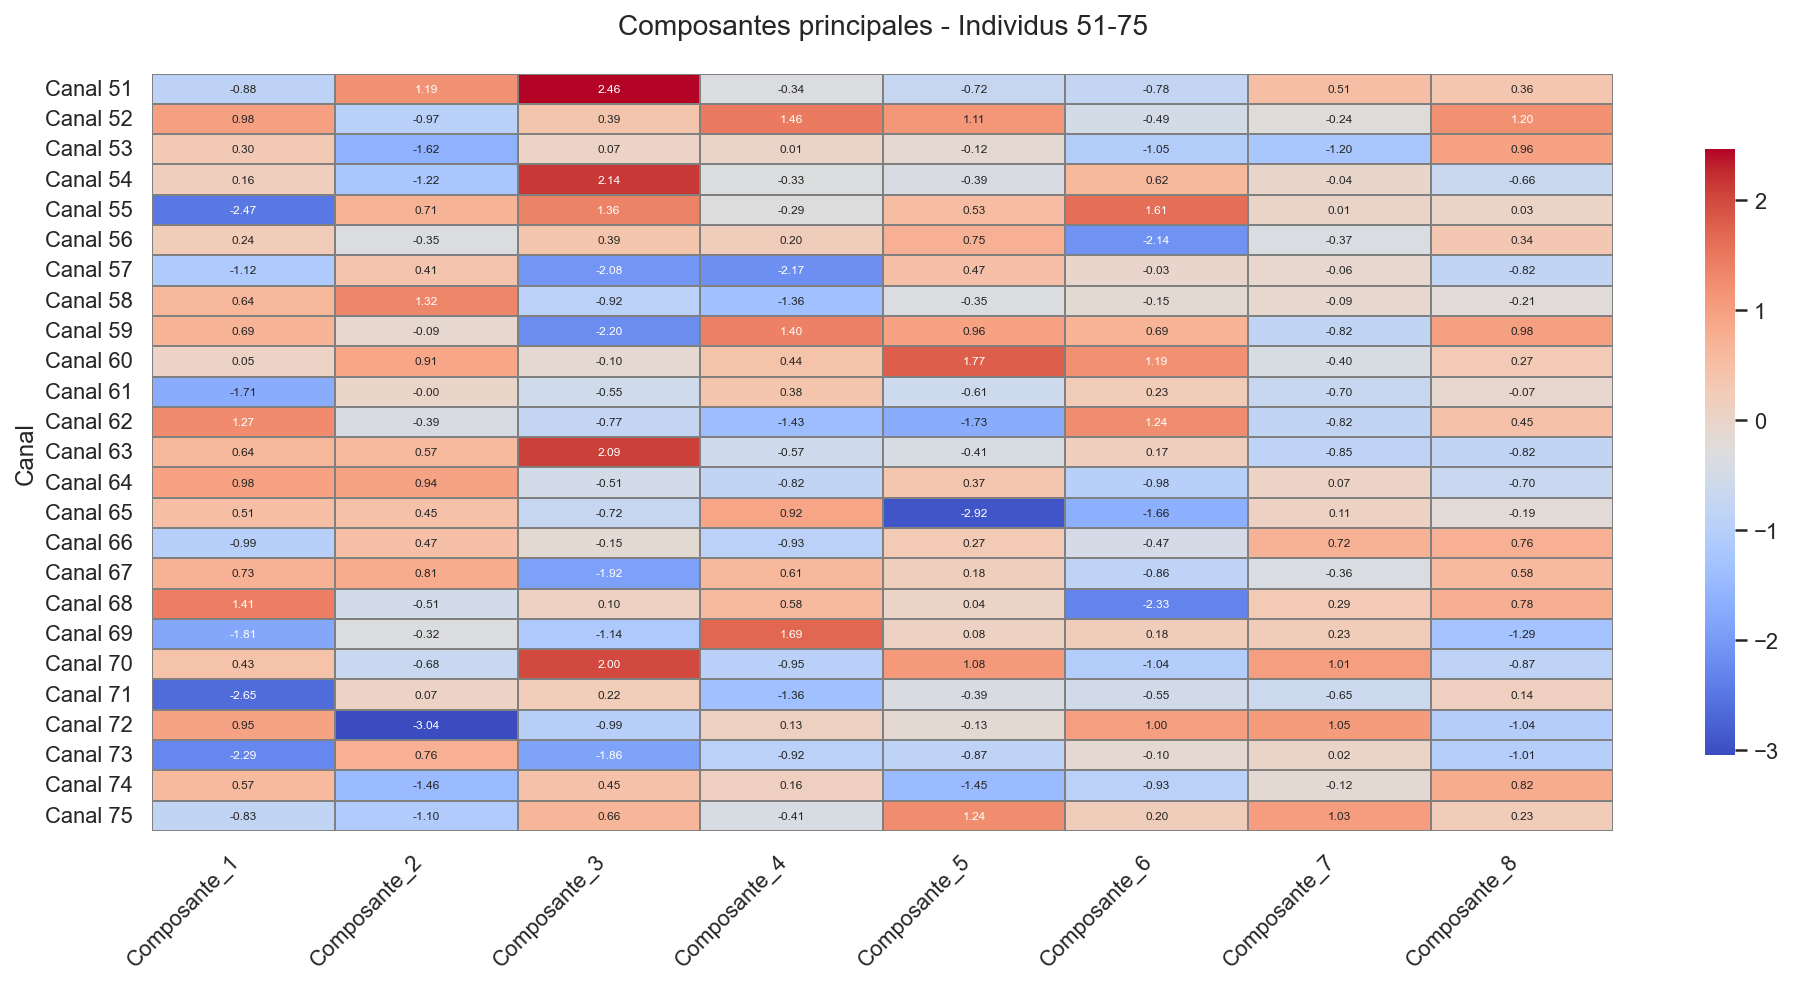 Composantes principales - Individus 51-75
Canal
Canal 51 -0.88 1.19 2.46 -0.34 -0.72 -0.78 0.51 0.36
Canal 52 0.98 -0.97 0.39 1.46 1.11 -0.49 -0.24 1.20
Canal 53 0.30 -1.62 0.07 0.01 -0.12 -1.05 -1.20 0.96
Canal 54 0.16 -1.22 2.14 -0.33 -0.39 0.62 -0.04 -0.66
Canal 55 -2.47 0.71 1.36 -0.29 0.53 1.61 0.01 0.03
Canal 56 0.24 -0.35 0.39 0.20 0.75 -2.14 -0.37 0.34
Canal 57 -1.12 0.41 -2.08 -2.17 0.47 -0.03 -0.06 -0.82
Canal 58 0.64 1.32 -0.92 -1.36 -0.35 -0.15 -0.09 -0.21
Canal 59 0.69 -0.09 -2.20 1.40 0.96 0.69 -0.82 0.98
Canal 60 0.05 0.91 -0.10 0.44 1.77 1.19 -0.40 0.27
Canal 61 -1.71 -0.00 -0.55 0.38 -0.61 0.23 -0.70 -0.07
Canal 62 1.27 -0.39 -0.77 -1.43 -1.73 1.24 -0.82 0.45
Canal 63 0.64 0.57 2.09 -0.57 -0.41 0.17 -0.85 -0.82
Canal 64 0.98 0.94 -0.51 -0.82 0.37 -0.98 0.07 -0.70
Canal 65 0.51 0.45 -0.72 0.92 -2.92 -1.66 0.11 -0.19
Canal 66 -0.99 0.47 -0.15 -0.93 0.27 -0.47 0.72 0.76
Canal 67 0.73 0.81 -1.92 0.61 0.18 -0.86 -0.36 0.58
Canal 68 1.41 -0.51 0.10 0.58 0.04 -2.33 0.29 0.78
Canal 69 -1.81 -0.32 -1.14 1.69 0.08 0.18 0.23 -1.29
Canal 70 0.43 -0.68 2.00 -0.95 1.08 -1.04 1.01 -0.87
Canal 71 -2.65 0.07 0.22 -1.36 -0.39 -0.55 -0.65 0.14
Canal 72 0.95 -3.04 -0.99 0.13 -0.13 1.00 1.05 -1.04
Canal 73 -2.29 0.76 -1.86 -0.92 -0.87 -0.10 0.02 -1.01
Canal 74 0.57 -1.46 0.45 0.16 -1.45 -0.93 -0.12 0.82
Canal 75 -0.83 -1.10 0.66 -0.41 1.24 0.20 1.03 0.23
Composante_1 Composante_2 Composante_3 Composante_4 Composante_5 Composante_6 Composante_7 Composante_8
2
1
0
−1
−2
−3